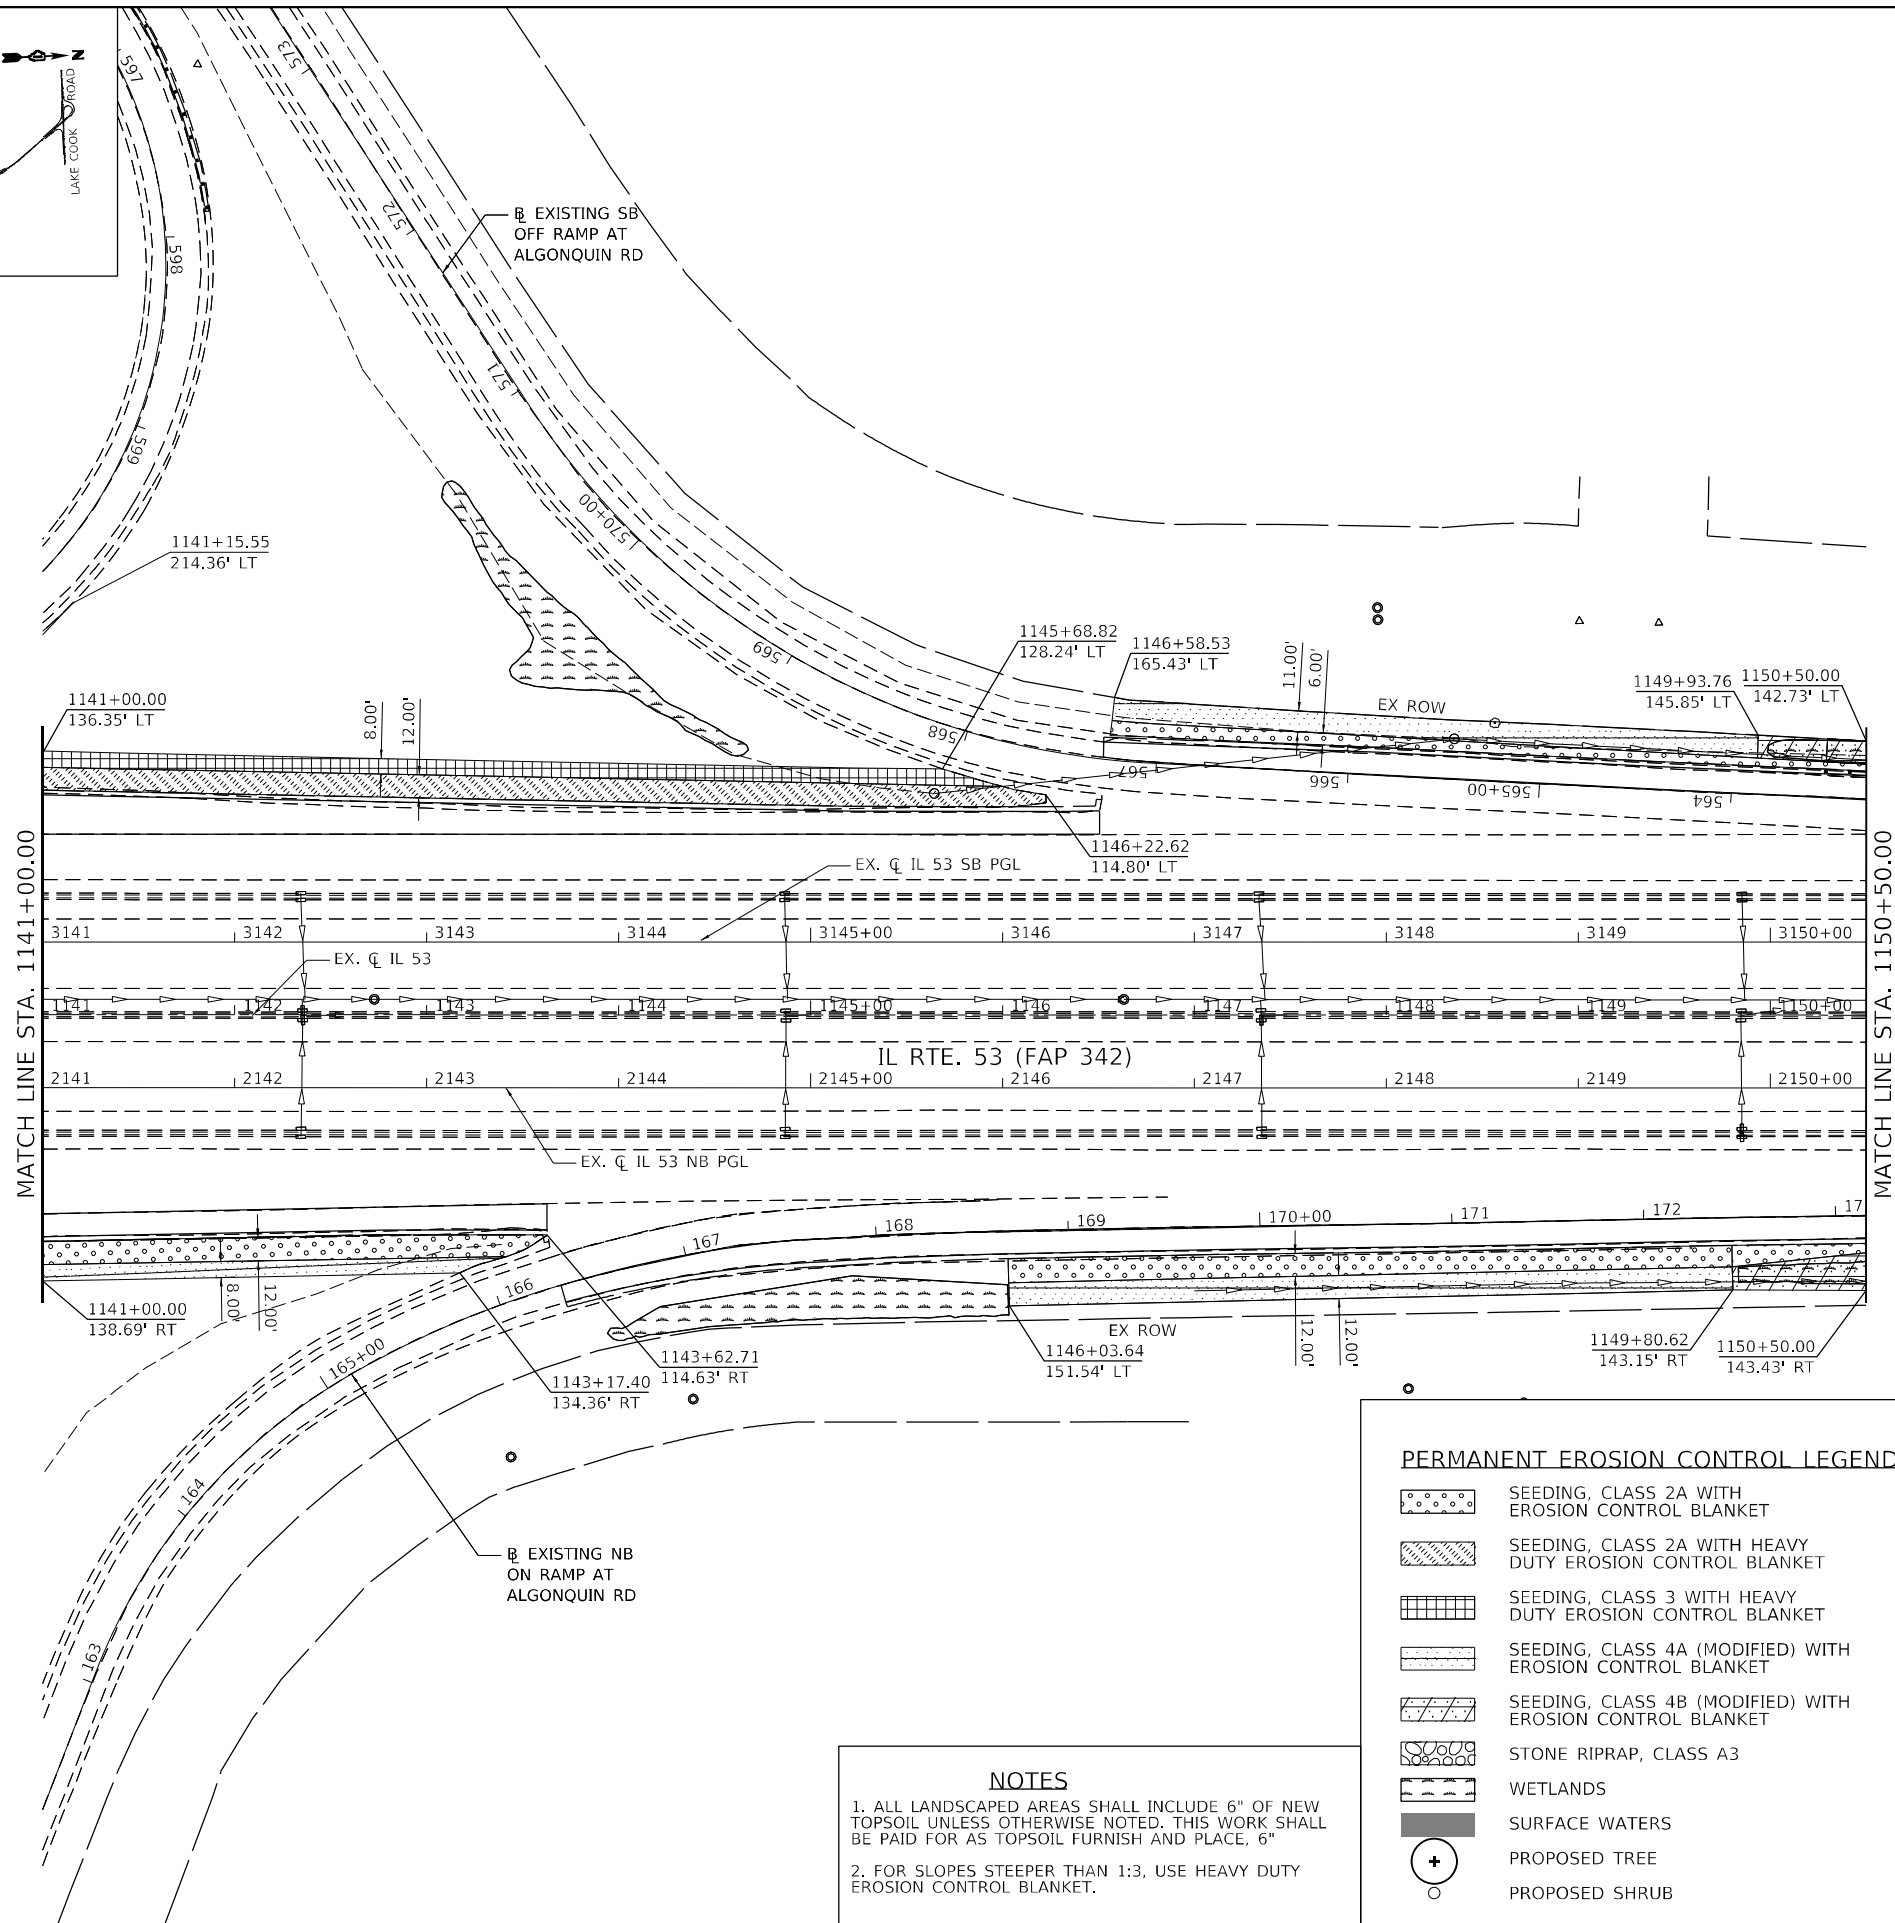 N
LAKE COOK ROAD
597
598
599
573
572
571
570+00
569
568
567
566
565+00
564
℄ EXISTING SB
OFF RAMP AT
ALGONQUIN RD
1141+15.55
214.36' LT
1141+00.00
136.35' LT
8.00'
12.00'
1145+68.82
128.24' LT
1146+58.53
165.43' LT
11.00'
6.00'
EX ROW
1149+93.76
145.85' LT
1150+50.00
142.73' LT
1146+22.62
114.80' LT
MATCH LINE STA. 1141+00.00
MATCH LINE STA. 1150+50.00
EX. ℄ IL 53 SB PGL
3141 3142 3143 3144 3145+00 3146 3147 3148 3149 3150+00
EX. ℄ IL 53
1141 1142 1143 1144 1145+00 1146 1147 1148 1149 1150+00
IL RTE. 53 (FAP 342)
2141 2142 2143 2144 2145+00 2146 2147 2148 2149 2150+00
EX. ℄ IL 53 NB PGL
163
164
165+00
166
167
168
169
170+00
171
172
17
1141+00.00
138.69' RT
8.00'
12.00'
1143+17.40
134.36' RT
1143+62.71
114.63' RT
1146+03.64
151.54' LT
EX ROW
12.00'
12.00'
1149+80.62
143.15' RT
1150+50.00
143.43' RT
℄ EXISTING NB
ON RAMP AT
ALGONQUIN RD
NOTES
1. ALL LANDSCAPED AREAS SHALL INCLUDE 6" OF NEW
TOPSOIL UNLESS OTHERWISE NOTED. THIS WORK SHALL
BE PAID FOR AS TOPSOIL FURNISH AND PLACE, 6"
2. FOR SLOPES STEEPER THAN 1:3, USE HEAVY DUTY
EROSION CONTROL BLANKET.
PERMANENT EROSION CONTROL LEGEND
SEEDING, CLASS 2A WITH
EROSION CONTROL BLANKET
SEEDING, CLASS 2A WITH HEAVY
DUTY EROSION CONTROL BLANKET
SEEDING, CLASS 3 WITH HEAVY
DUTY EROSION CONTROL BLANKET
SEEDING, CLASS 4A (MODIFIED) WITH
EROSION CONTROL BLANKET
SEEDING, CLASS 4B (MODIFIED) WITH
EROSION CONTROL BLANKET
STONE RIPRAP, CLASS A3
WETLANDS
SURFACE WATERS
PROPOSED TREE
PROPOSED SHRUB